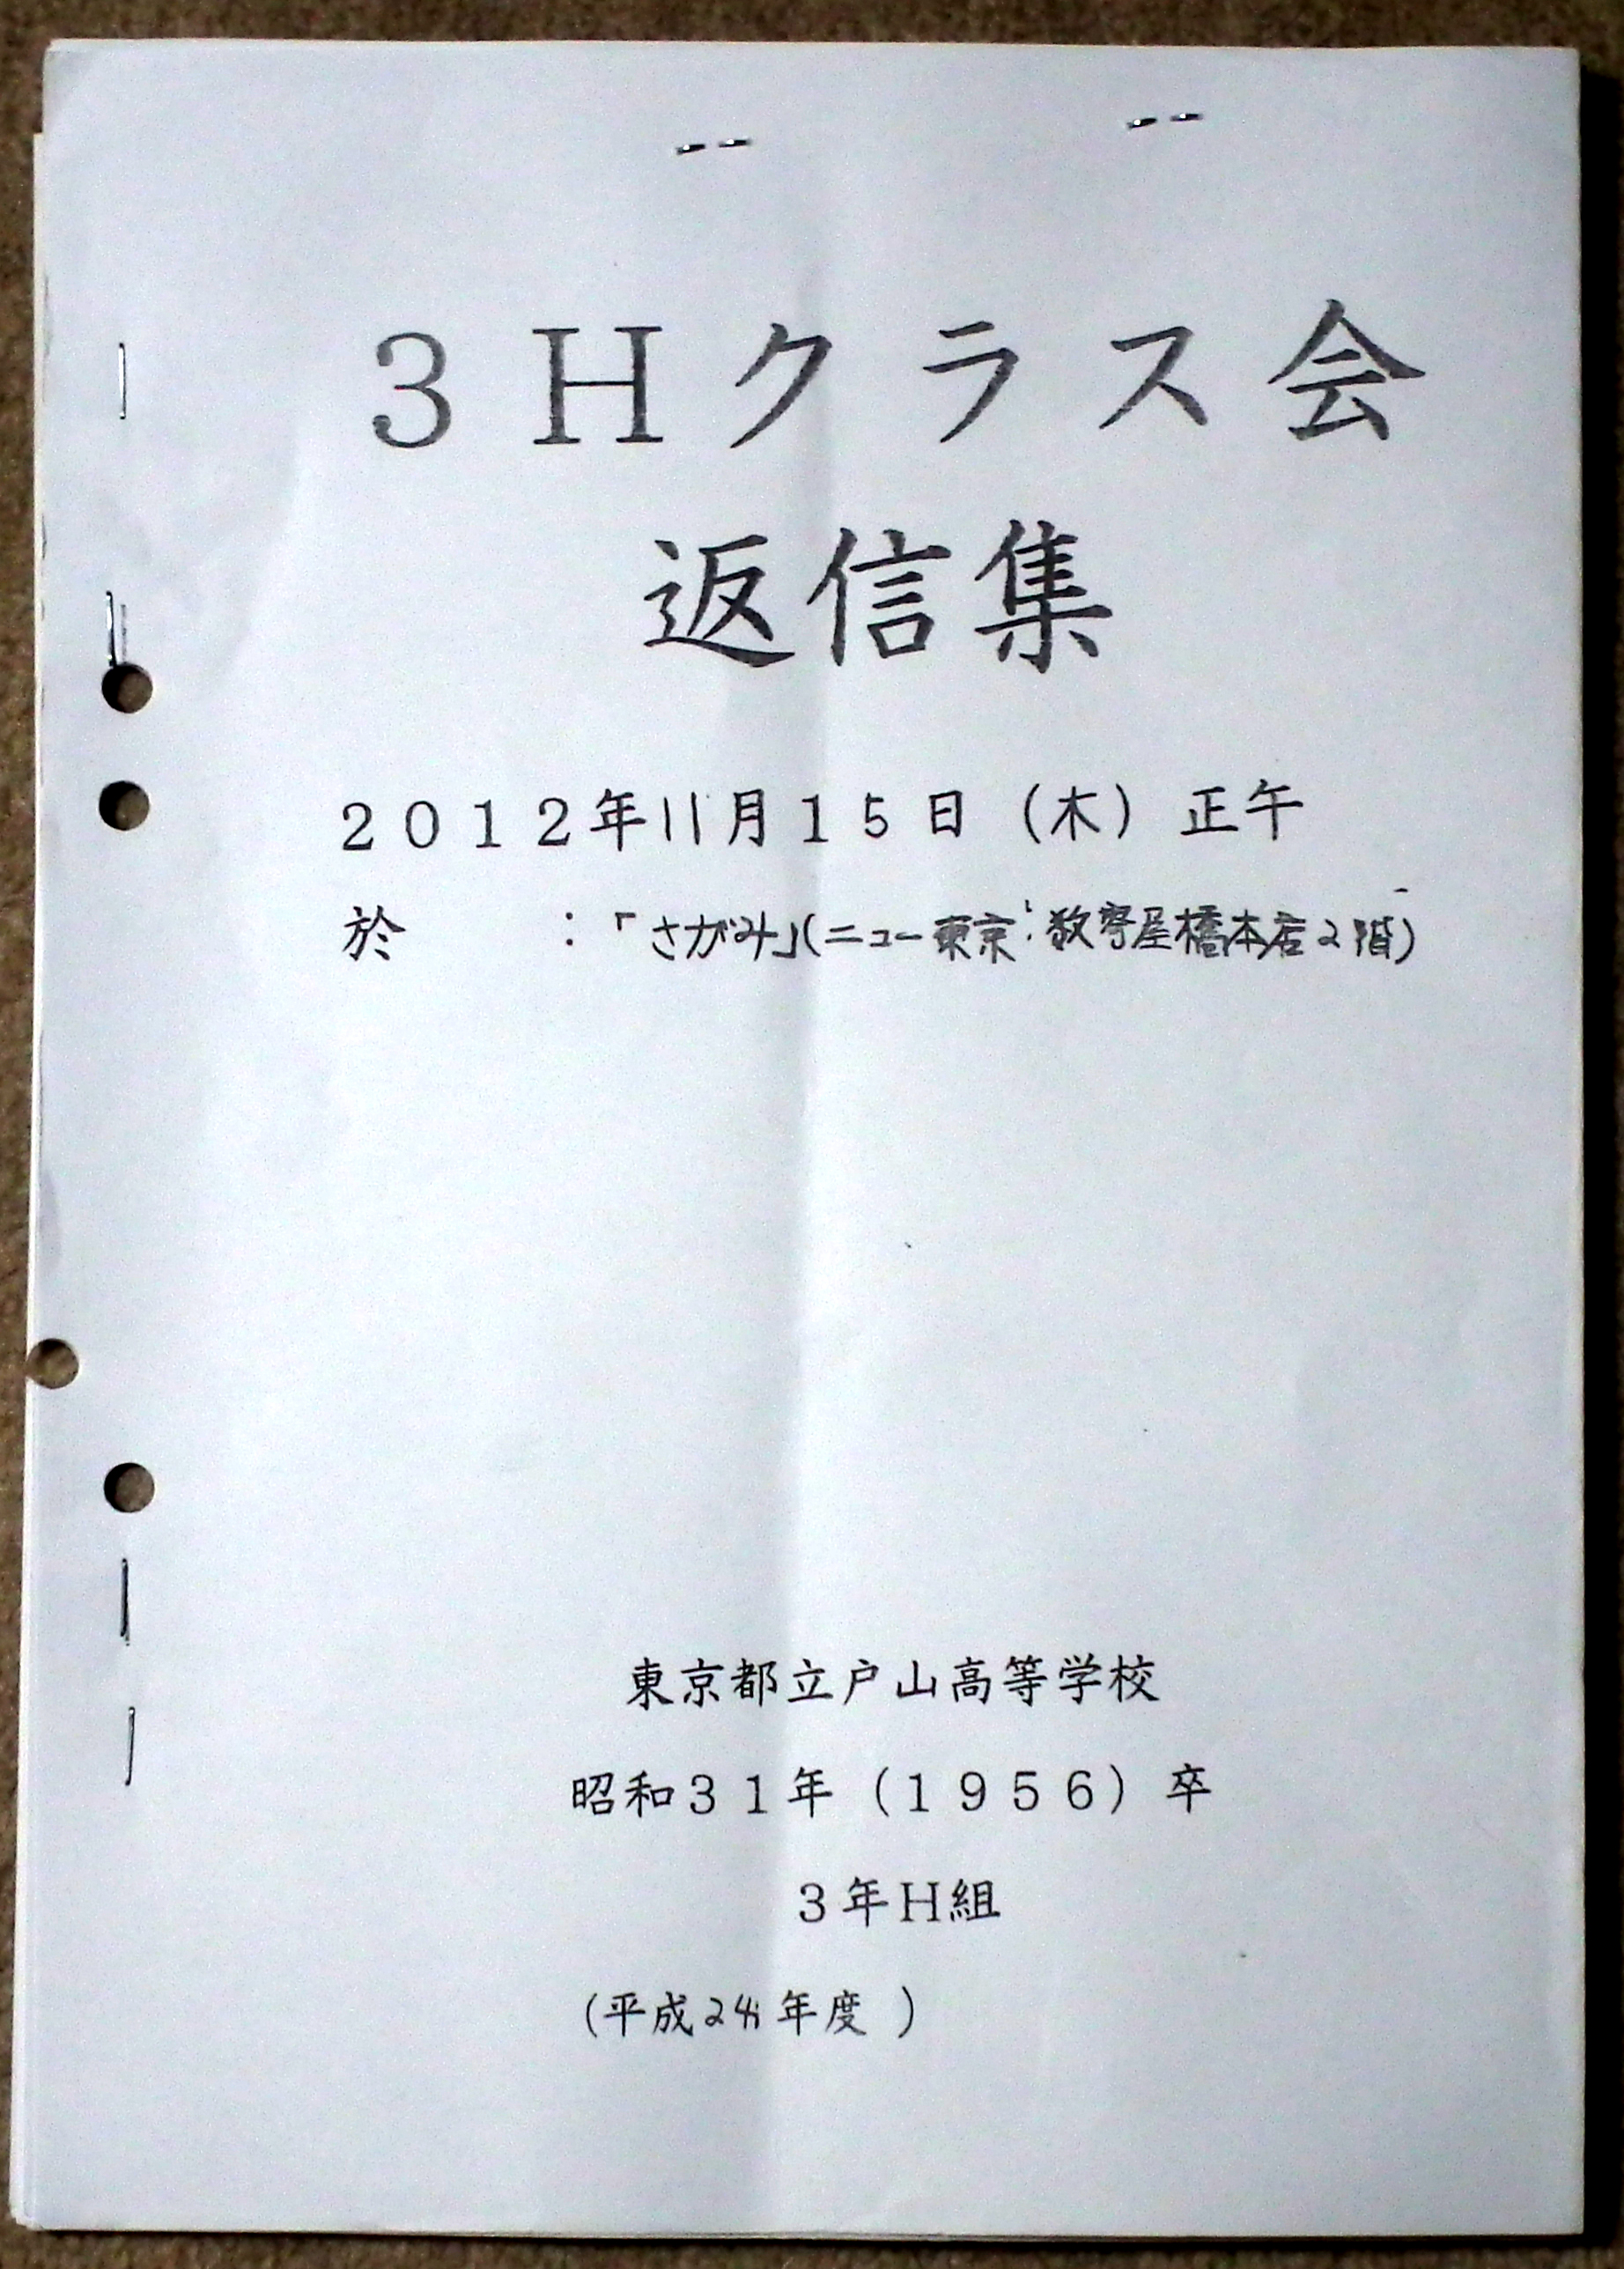 3Hクラス会
返信集
2012年11月15日（木）正午
於　　：「さがみ」（ニュー東京：数寄屋橋本店2階）
東京都立戸山高等学校
昭和31年（1956）卒
3年H組
（平成24年度　）